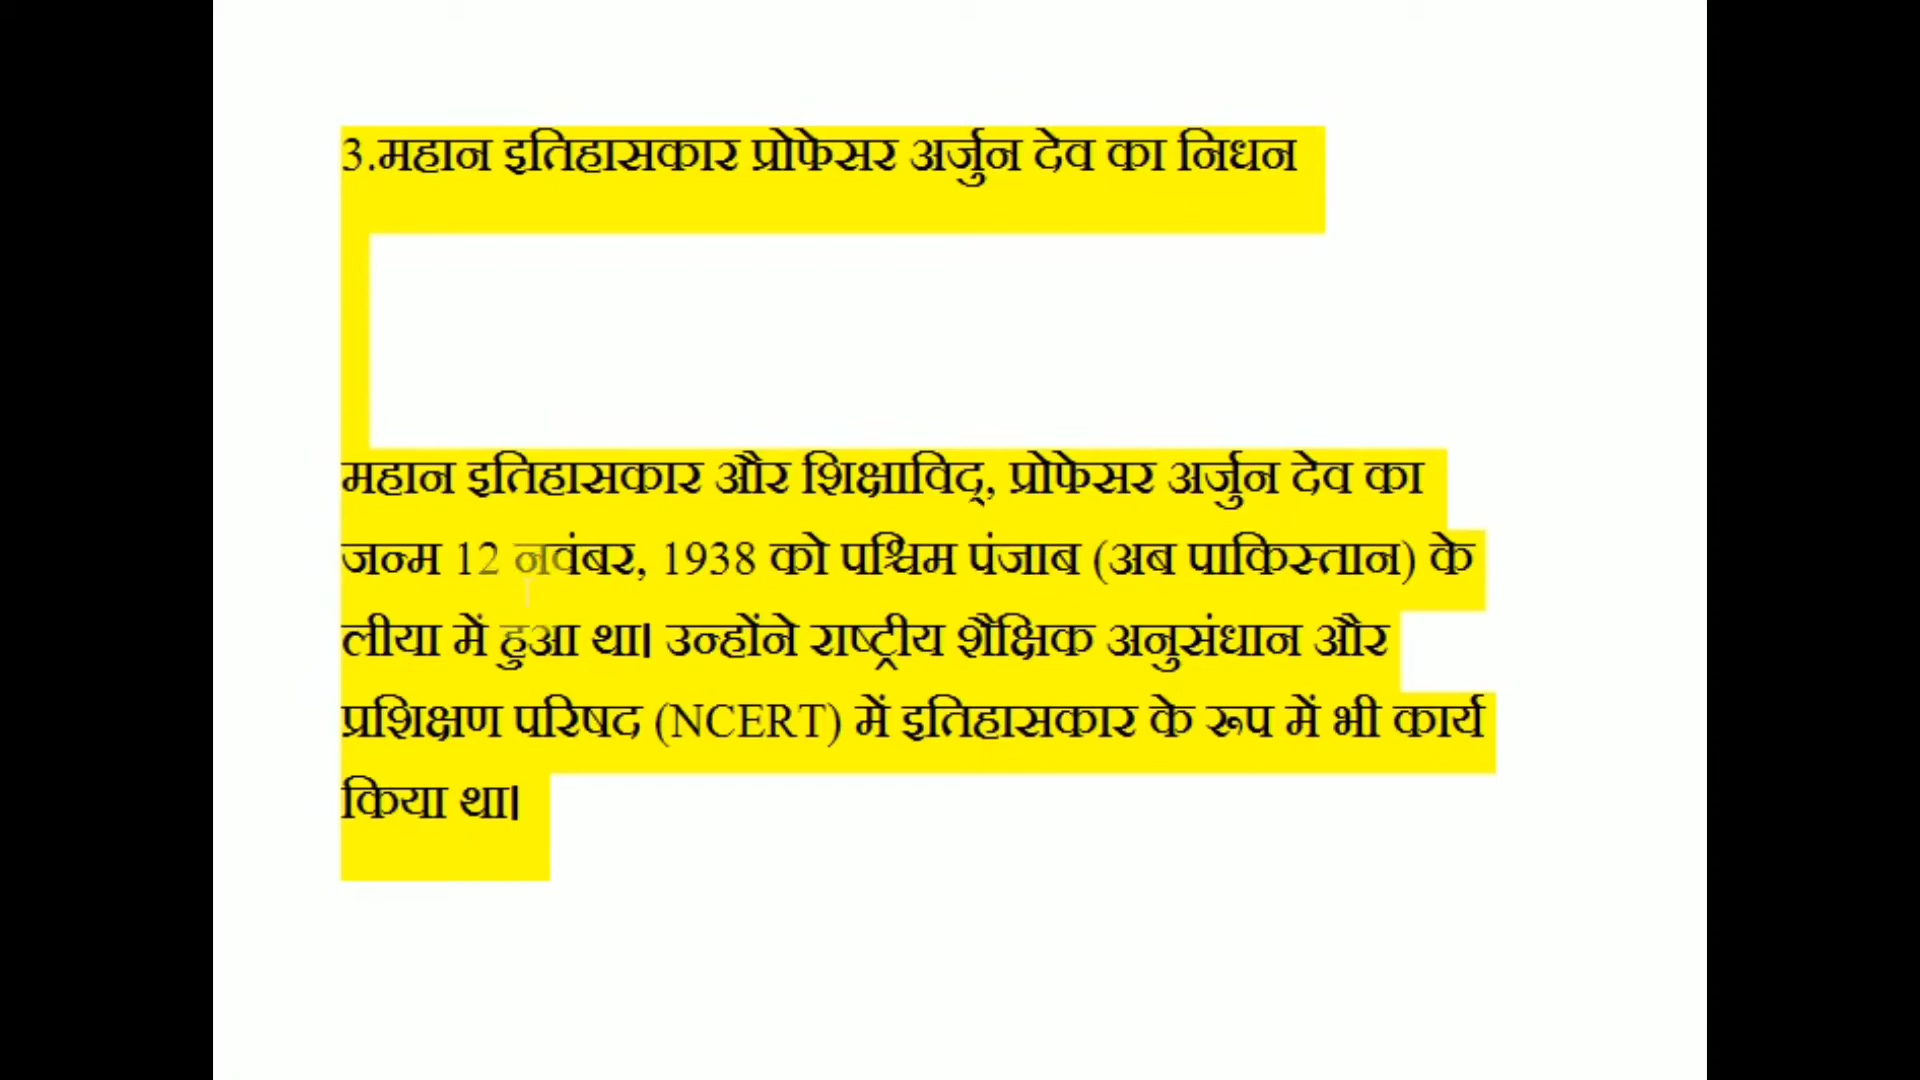 3.महान इतिहासकार प्रोफेसर अर्जुन देव का निधन
महान इतिहासकार और शिक्षाविद्, प्रोफेसर अर्जुन देव का
जन्म 12 नवंबर, 1938 को पश्चिम पंजाब (अब पाकिस्तान) के
लीया में हुआ था। उन्होंने राष्ट्रीय शैक्षिक अनुसंधान और
प्रशिक्षण परिषद (NCERT) में इतिहासकार के रूप में भी कार्य
किया था।